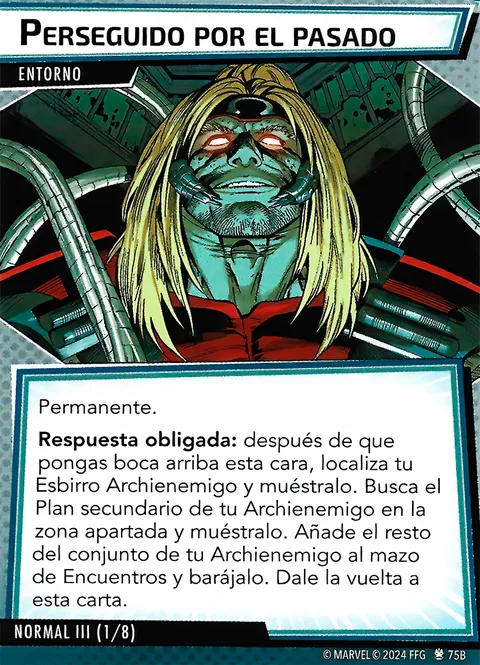 PERSEGUIDO POR EL PASADO
ENTORNO
Permanente.
Respuesta obligada: después de que
pongas boca arriba esta cara, localiza tu
Esbirro Archienemigo y muéstralo. Busca el
Plan secundario de tu Archienemigo en la
zona apartada y muéstralo. Añade el resto
del conjunto de tu Archienemigo al mazo
de Encuentros y barájalo. Dale la vuelta a
esta carta.
NORMAL III (1/8)
© MARVEL © 2024 FFG 75B